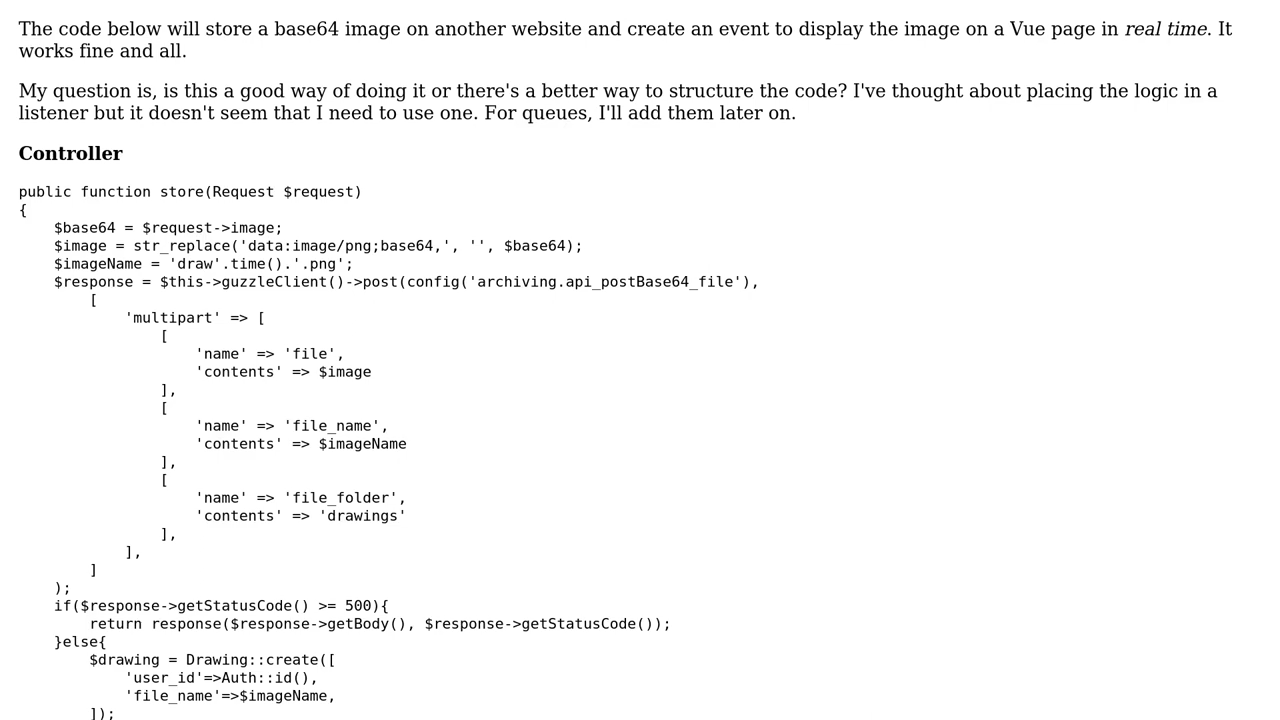 The code below will store a base64 image on another website and create an event to display the image on a Vue page in real time. It
works fine and all.
My question is, is this a good way of doing it or there's a better way to structure the code? I've thought about placing the logic in a
listener but it doesn't seem that I need to use one. For queues, I'll add them later on.
Controller
public function store(Request $request)
{
    $base64 = $request->image;
    $image = str_replace('data:image/png;base64,', '', $base64);
    $imageName = 'draw'.time().'.png';
    $response = $this->guzzleClient()->post(config('archiving.api_postBase64_file'),
        [
            'multipart' => [
                [
                    'name' => 'file',
                    'contents' => $image
                ],
                [
                    'name' => 'file_name',
                    'contents' => $imageName
                ],
                [
                    'name' => 'file_folder',
                    'contents' => 'drawings'
                ],
            ],
        ]
    );
    if($response->getStatusCode() >= 500){
        return response($response->getBody(), $response->getStatusCode());
    }else{
        $drawing = Drawing::create([
            'user_id'=>Auth::id(),
            'file_name'=>$imageName,
        ]);